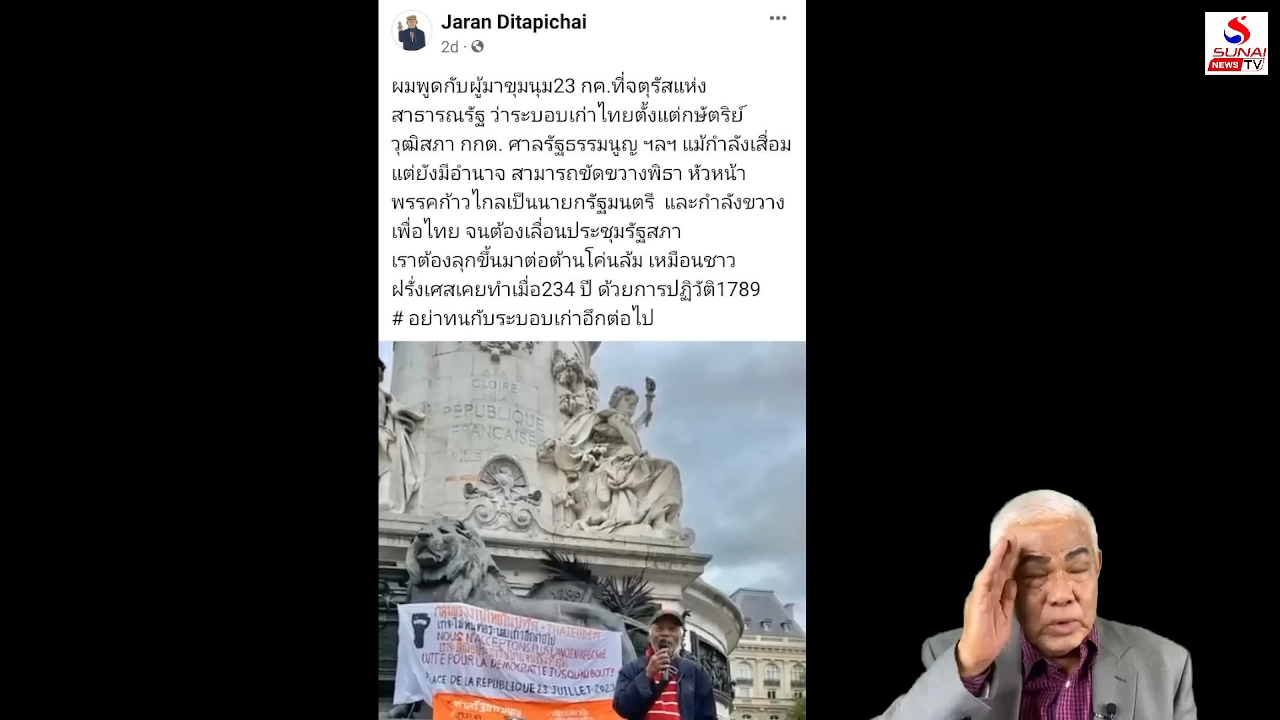 Jaran Ditapichai
2d
ผมพูดกับผู้มาขุมนุม23 กค.ที่จตุรัสแห่ง
สาธารณรัฐ ว่าระบอบเก่าไทยตั้งแต่กษัตริย์
วุฒิสภา กกต. ศาลรัฐธรรมนูญ ฯลฯ แม้กำลังเสื่อม
แต่ยังมีอำนาจ สามารถขัดขวางพิธา หัวหน้า
พรรคก้าวไกลเป็นนายกรัฐมนตรี และกำลังขวาง
เพื่อไทย จนต้องเลื่อนประชุมรัฐสภา
เราต้องลุกขึ้นมาต่อต้านโค่นล้ม เหมือนชาว
ฝรั่งเศสเคยทำเมื่อ234 ปี ด้วยการปฏิวัติ1789
# อย่าทนกับระบอบเก่าอีกต่อไป
SUNAI
NEWS TV
GLOIRE
RÉPUBLIQUE
FRANÇAISE
LUTTE POUR LA DEMOCRATIE JUSQU'AU BOUT!
PLACE DE LA REPUBLIQUE 23 JUILLET 2023